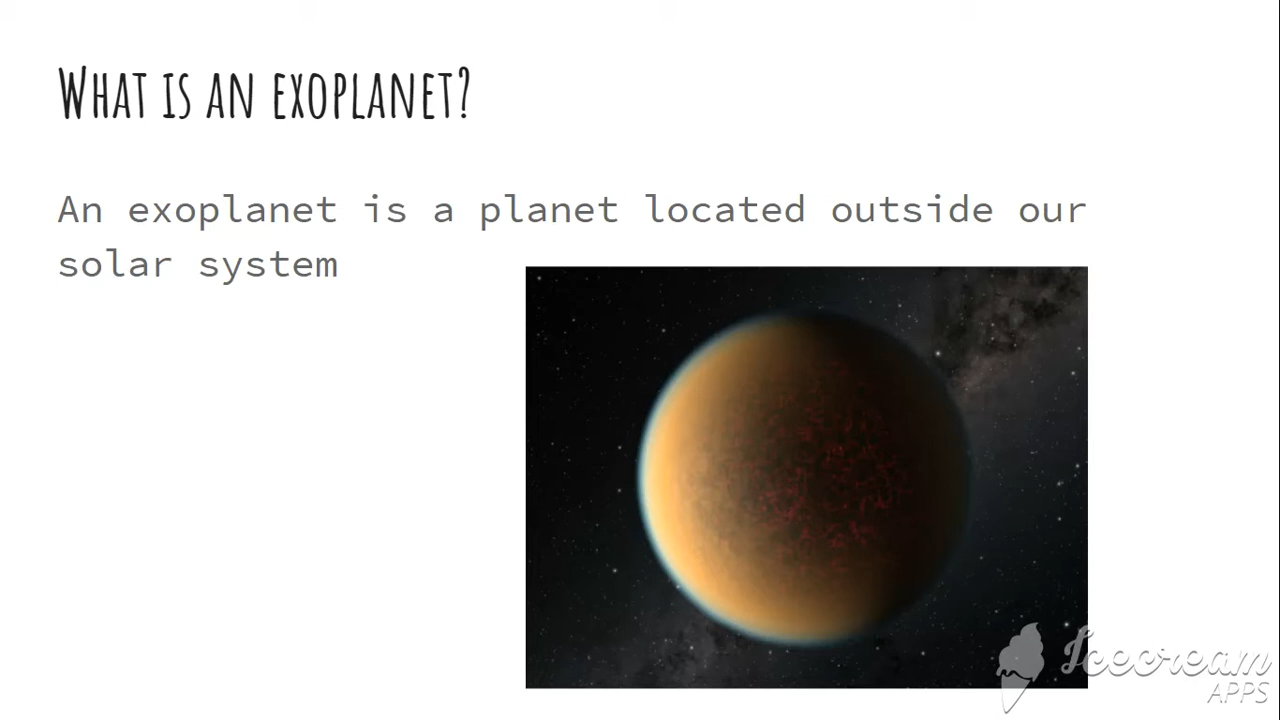 What is an exoplanet?
An exoplanet is a planet located outside our
solar system
Icecream
APPS